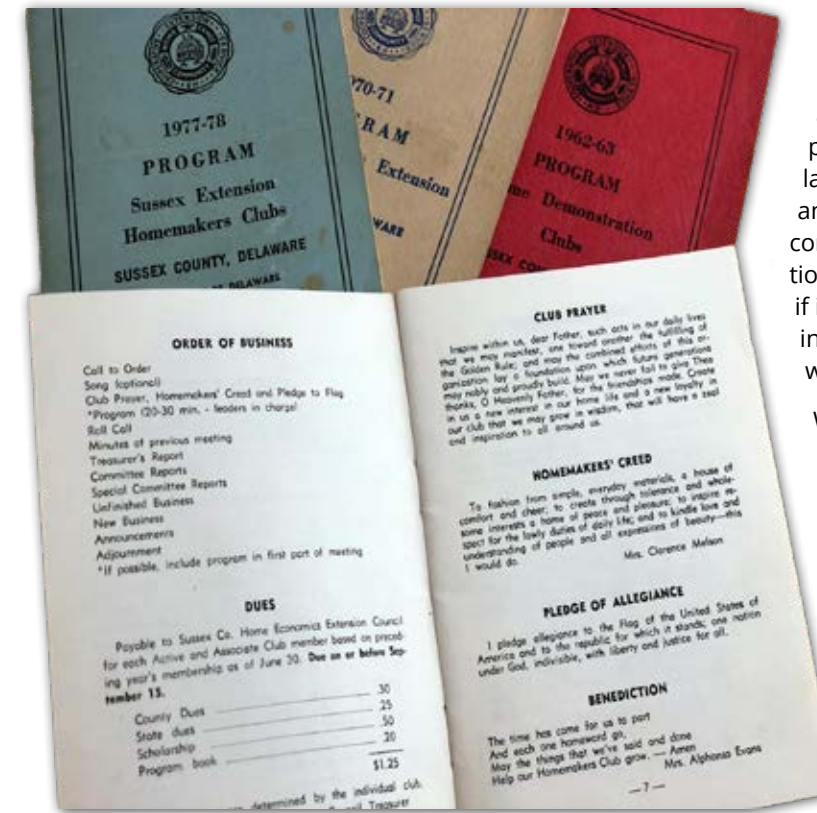 1977-78
PROGRAM
Sussex Extension
Homemakers Clubs
SUSSEX COUNTY, DELAWARE
DELAWARE
70-71
RAM
Extension
WARE
1962-63
PROGRAM
me Demonstration
Clubs
SSEX
ORDER OF BUSINESS
Call to Order
Song (optional)
Club Prayer, Homemakers' Creed and Pledge to Flag
*Program (20-30 min. - leaders in charge)
Roll Call
Minutes of previous meeting
Treasurer's Report
Committee Reports
Special Committee Reports
Unfinished Business
New Business
Announcements
Adjournment
*If possible, include program in first part of meeting
DUES
Payable to Sussex Co. Home Economics Extension Council
for each Active and Associate Club member based on preced-
ing year's membership as of June 30. Due on or before Sep-
tember 15.
County Dues .30
State dues .25
Scholarship .50
Program book .20
$1.25
determined by the individual club.
Treasurer
CLUB PRAYER
Inspire within us, dear Father, such acts in our daily lives
that we may manifest, one toward another the fulfilling of
the Golden Rule; and may the combined efforts of this or-
ganization lay a foundation upon which future generations
may nobly and proudly build. May we never fail to give Thee
thanks, O Heavenly Father, for the friendships made. Create
in us a new interest in our home life and a new loyalty in
our club that we may grow in wisdom, that will have a zeal
and inspiration to all around us.
HOMEMAKERS' CREED
To fashion from simple, everyday materials, a house of
comfort and cheer; to create through tolerance and whole-
some interests a home of peace and pleasure; to inspire re-
spect for the lowly duties of daily life; and to kindle love and
understanding of people and all expressions of beauty—this
I would do.
Mrs. Clarence Melson
PLEDGE OF ALLEGIANCE
I pledge allegiance to the Flag of the United States of
America and to the republic for which it stands; one nation
under God, indivisible, with liberty and justice for all.
BENEDICTION
The time has come for us to part
And each one homeward go,
May the things that we've said and done
Help our Homemakers Club grow. — Amen
Mrs. Alphonso Evans
—7—
p
la
ar
con
tio
if i
in
w